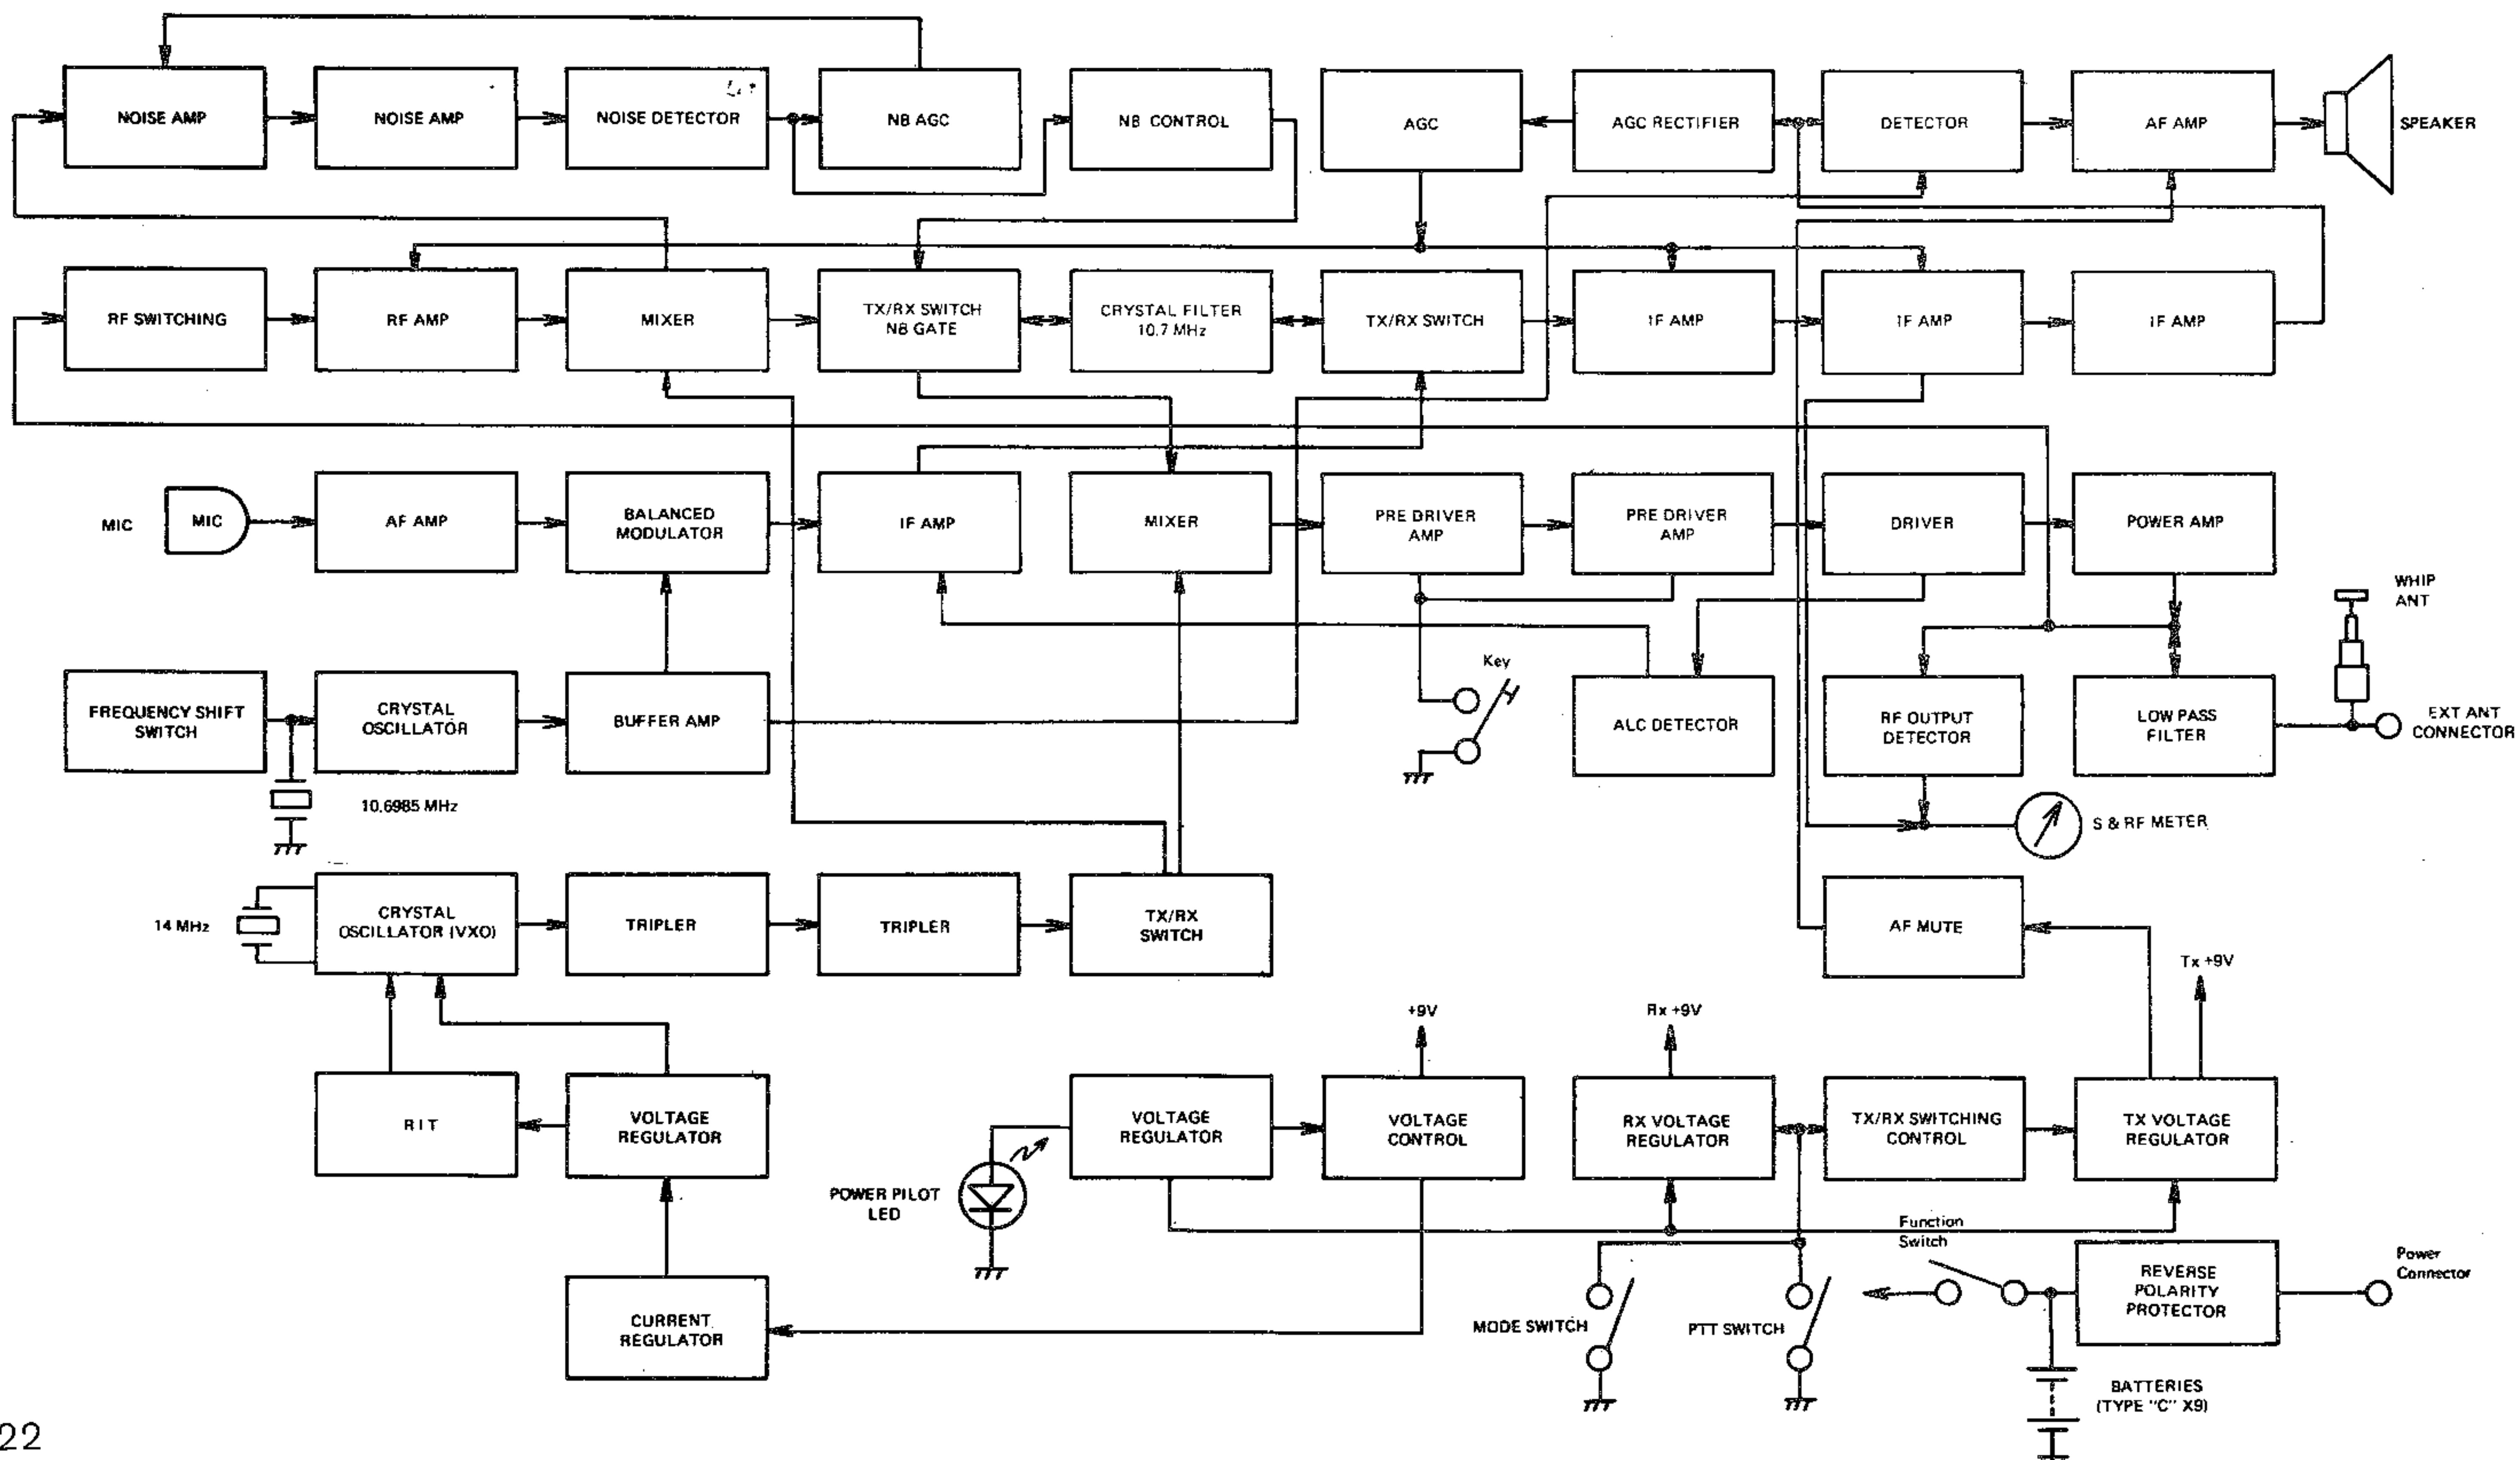 NOISE AMP
NOISE AMP
NOISE DETECTOR
NB AGC
NB CONTROL
AGC
AGC RECTIFIER
DETECTOR
AF AMP
SPEAKER
RF SWITCHING
RF AMP
MIXER
TX/RX SWITCH
NB GATE
CRYSTAL FILTER
10.7 MHz
TX/RX SWITCH
IF AMP
IF AMP
IF AMP
MIC
MIC
AF AMP
BALANCED
MODULATOR
IF AMP
MIXER
PRE DRIVER
AMP
PRE DRIVER
AMP
DRIVER
POWER AMP
WHIP
ANT
FREQUENCY SHIFT
SWITCH
CRYSTAL
OSCILLATOR
BUFFER AMP
Key
ALC DETECTOR
RF OUTPUT
DETECTOR
LOW PASS
FILTER
EXT ANT
CONNECTOR
10.6985 MHz
S & RF METER
14 MHz
CRYSTAL
OSCILLATOR (VXO)
TRIPLER
TRIPLER
TX/RX
SWITCH
AF MUTE
Tx +9V
+9V
Rx +9V
RIT
VOLTAGE
REGULATOR
POWER PILOT
LED
VOLTAGE
REGULATOR
VOLTAGE
CONTROL
RX VOLTAGE
REGULATOR
TX/RX SWITCHING
CONTROL
TX VOLTAGE
REGULATOR
Function
Switch
CURRENT
REGULATOR
MODE SWITCH
PTT SWITCH
REVERSE
POLARITY
PROTECTOR
Power
Connector
BATTERIES
(TYPE "C" X9)
22